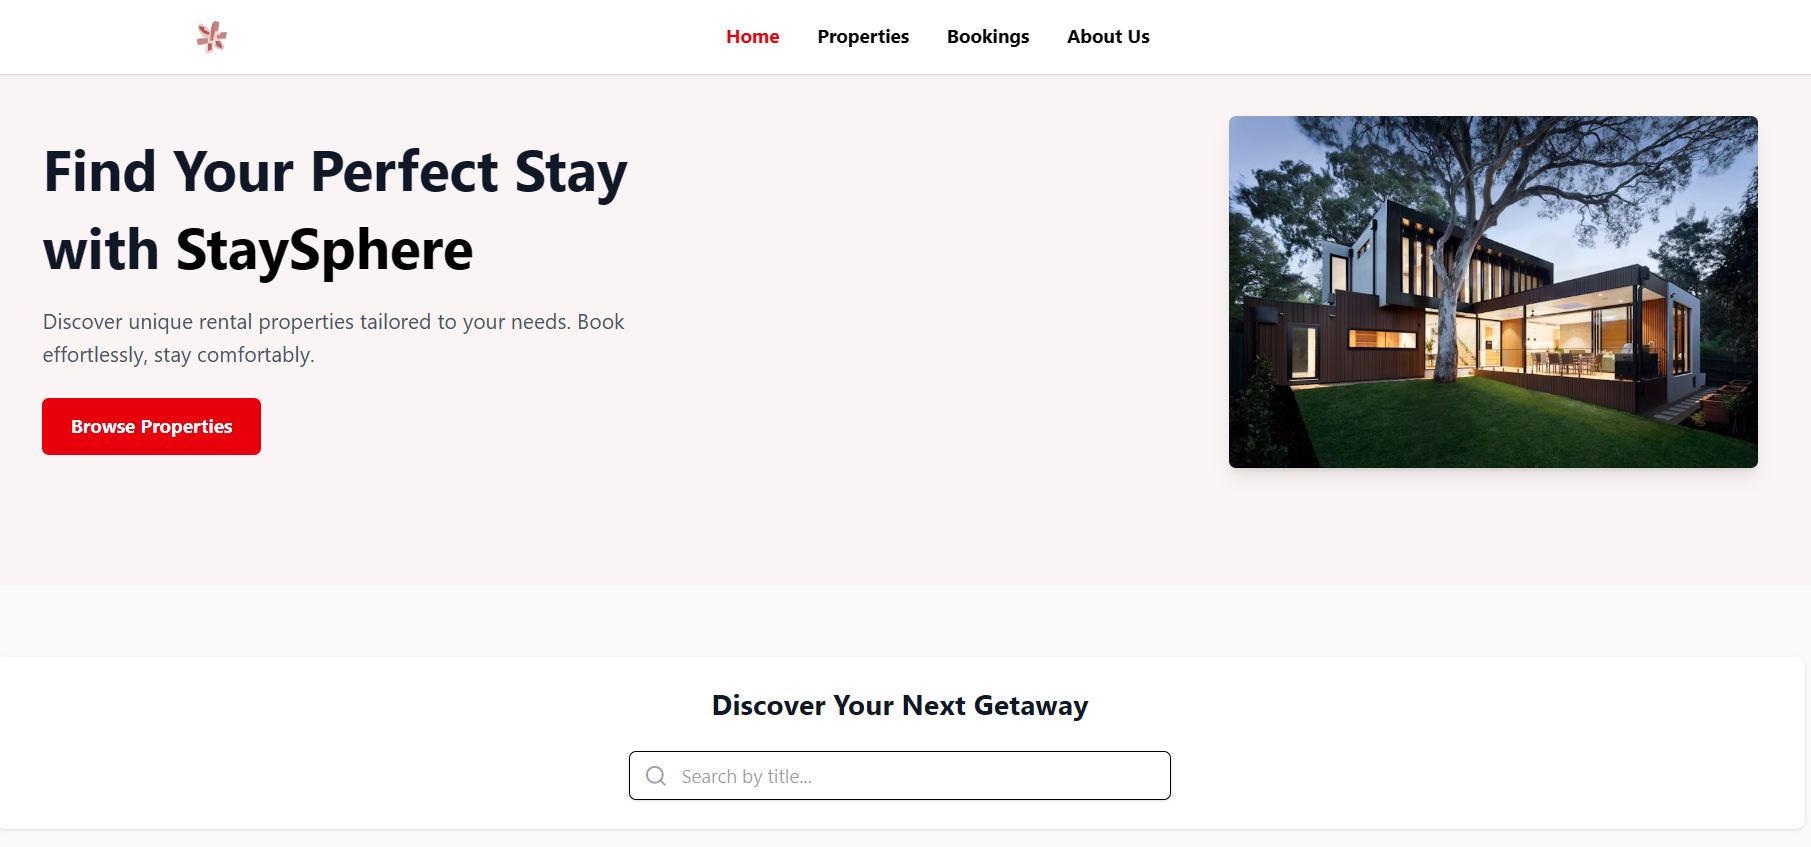 Home Properties Bookings About Us
Find Your Perfect Stay
with StaySphere
Discover unique rental properties tailored to your needs. Book
effortlessly, stay comfortably.
Browse Properties
Discover Your Next Getaway
Search by title...